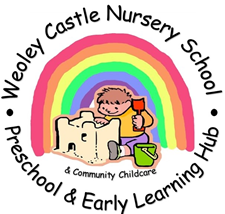 • Weoley Castle Nursery School •
Preschool & Early Learning Hub
& Community Childcare